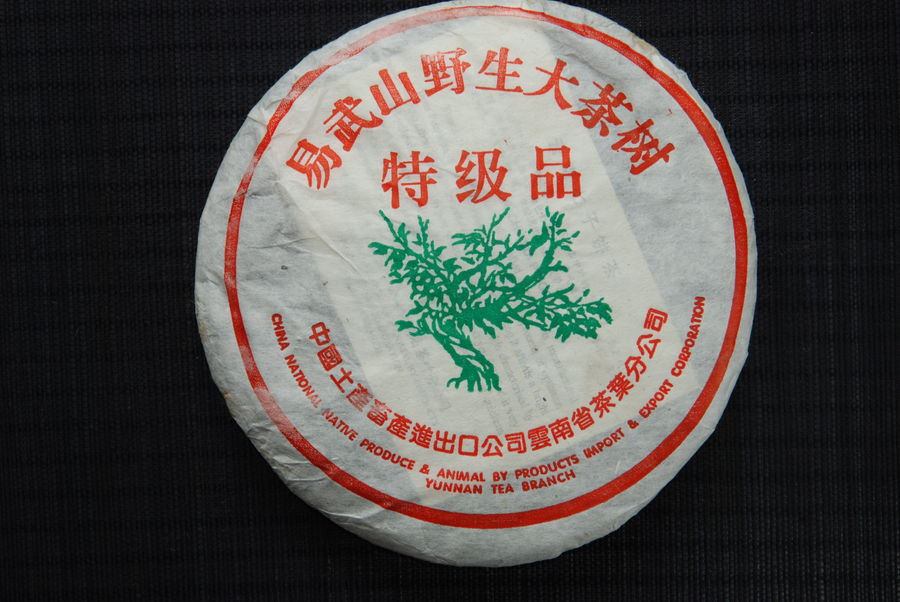 易武山野生大茶树
特级品
中國土產畜產進出口公司雲南省茶葉分公司
CHINA NATIONAL NATIVE PRODUCE & ANIMAL BY PRODUCTS IMPORT & EXPORT CORPORATION
YUNNAN TEA BRANCH